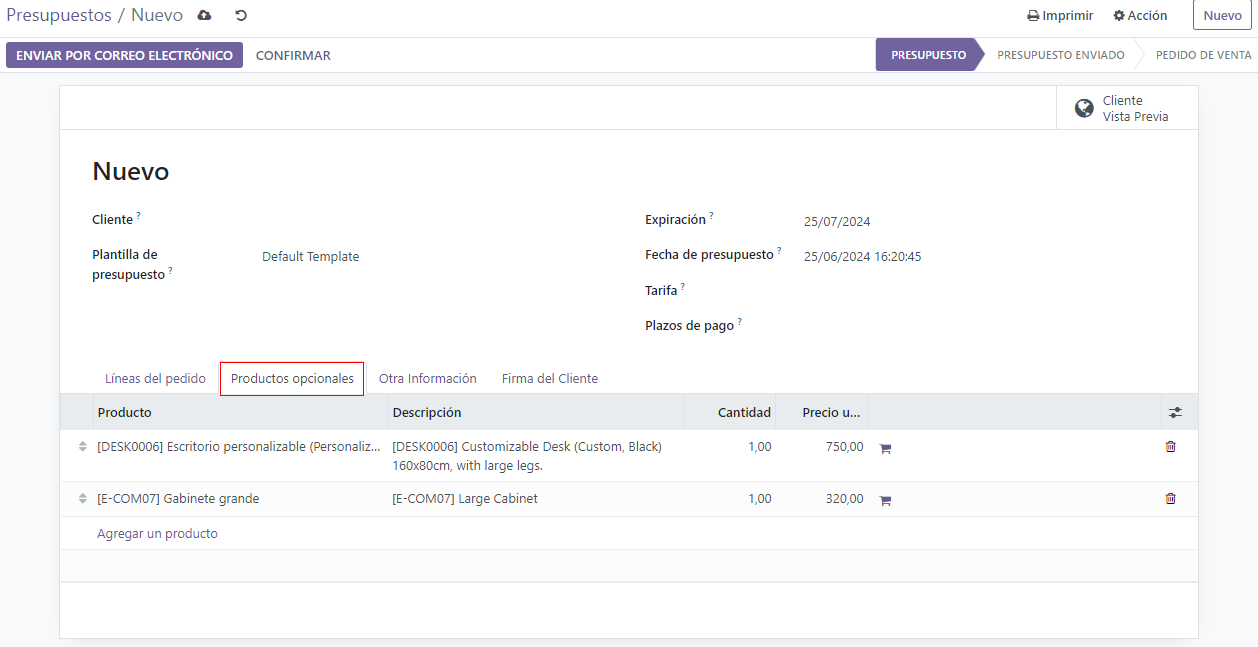 Presupuestos / Nuevo
Imprimir Acción Nuevo
ENVIAR POR CORREO ELECTRÓNICO CONFIRMAR
PRESUPUESTO PRESUPUESTO ENVIADO PEDIDO DE VENTA
Cliente
Vista Previa
Nuevo
Cliente ?
Expiración ? 25/07/2024
Plantilla de
presupuesto ?
Default Template
Fecha de presupuesto ? 25/06/2024 16:20:45
Tarifa ?
Plazos de pago ?
Líneas del pedido Productos opcionales Otra Información Firma del Cliente
Producto Descripción Cantidad Precio u...
[DESK0006] Escritorio personalizable (Personaliz... [DESK0006] Customizable Desk (Custom, Black) 1,00 750,00
160x80cm, with large legs.
[E-COM07] Gabinete grande [E-COM07] Large Cabinet 1,00 320,00
Agregar un producto